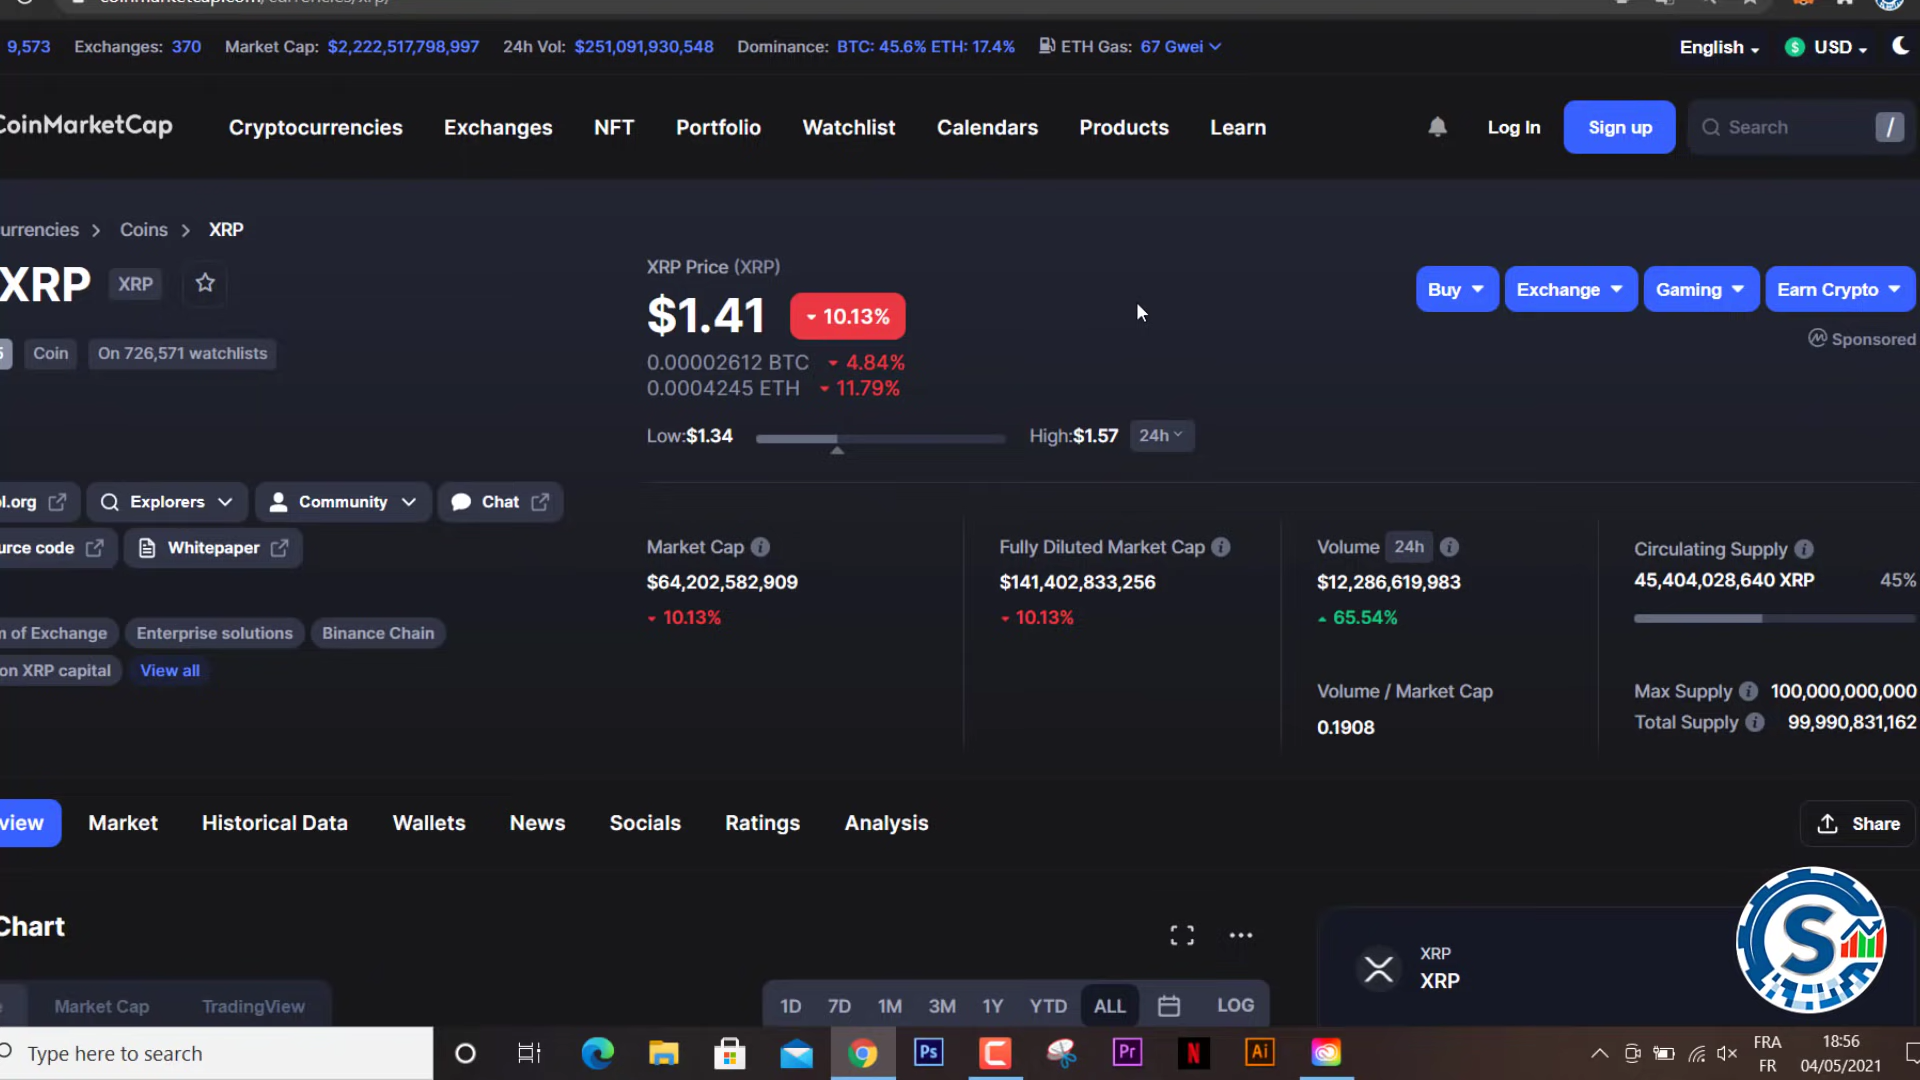 9,573 Exchanges: 370 Market Cap: $2,222,517,798,997 24h Vol: $251,091,930,548 Dominance: BTC: 45.6% ETH: 17.4% ETH Gas: 67 Gwei English USD
CoinMarketCap Cryptocurrencies Exchanges NFT Portfolio Watchlist Calendars Products Learn Log In Sign up Search /
urrencies > Coins > XRP
XRP XRP
Coin On 726,571 watchlists
XRP Price (XRP)
$1.41 10.13%
0.00002612 BTC 4.84%
0.0004245 ETH 11.79%
Low:$1.34 High:$1.57 24h
Buy Exchange Gaming Earn Crypto
Sponsored
l.org Explorers Community Chat
urce code Whitepaper
m of Exchange Enterprise solutions Binance Chain
on XRP capital View all
Market Cap
$64,202,582,909
10.13%
Fully Diluted Market Cap
$141,402,833,256
10.13%
Volume 24h
$12,286,619,983
65.54%
Volume / Market Cap
0.1908
Circulating Supply
45,404,028,640 XRP 45%
Max Supply 100,000,000,000
Total Supply 99,990,831,162
view Market Historical Data Wallets News Socials Ratings Analysis Share
Chart
Market Cap TradingView
1D 7D 1M 3M 1Y YTD ALL LOG
XRP
XRP
S
Type here to search
Ps Pr N Ai
FRA
FR
18:56
04/05/2021